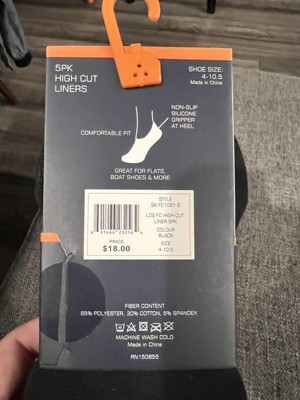 5PK
HIGH CUT
LINERS
SHOE SIZE:
4-10.5
Made in China
NON-SLIP
SILICONE
GRIPPER
AT HEEL
COMFORTABLE FIT
GREAT FOR FLATS,
BOAT SHOES & MORE
STYLE
LDS FC HIGH CUT
LINER 5PK
COLOUR
BLACK
SIZE
4-10.5
PRICE
$18.00
FIBER CONTENT
65% POLYESTER, 30% COTTON, 5% SPANDEX
MACHINE WASH COLD
Made in China
RN150855